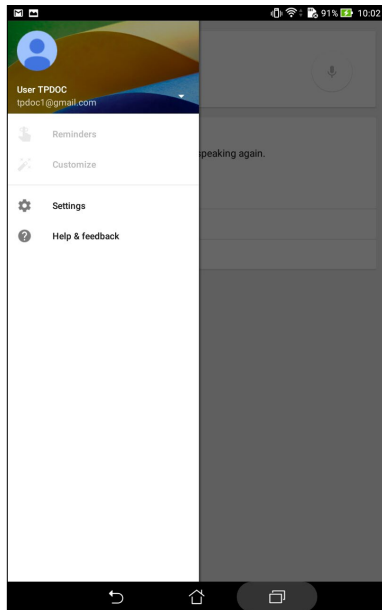 91% 10:02
User TPDOC
tpdoc1@gmail.com
Reminders
speaking again.
Customize
Settings
Help & feedback